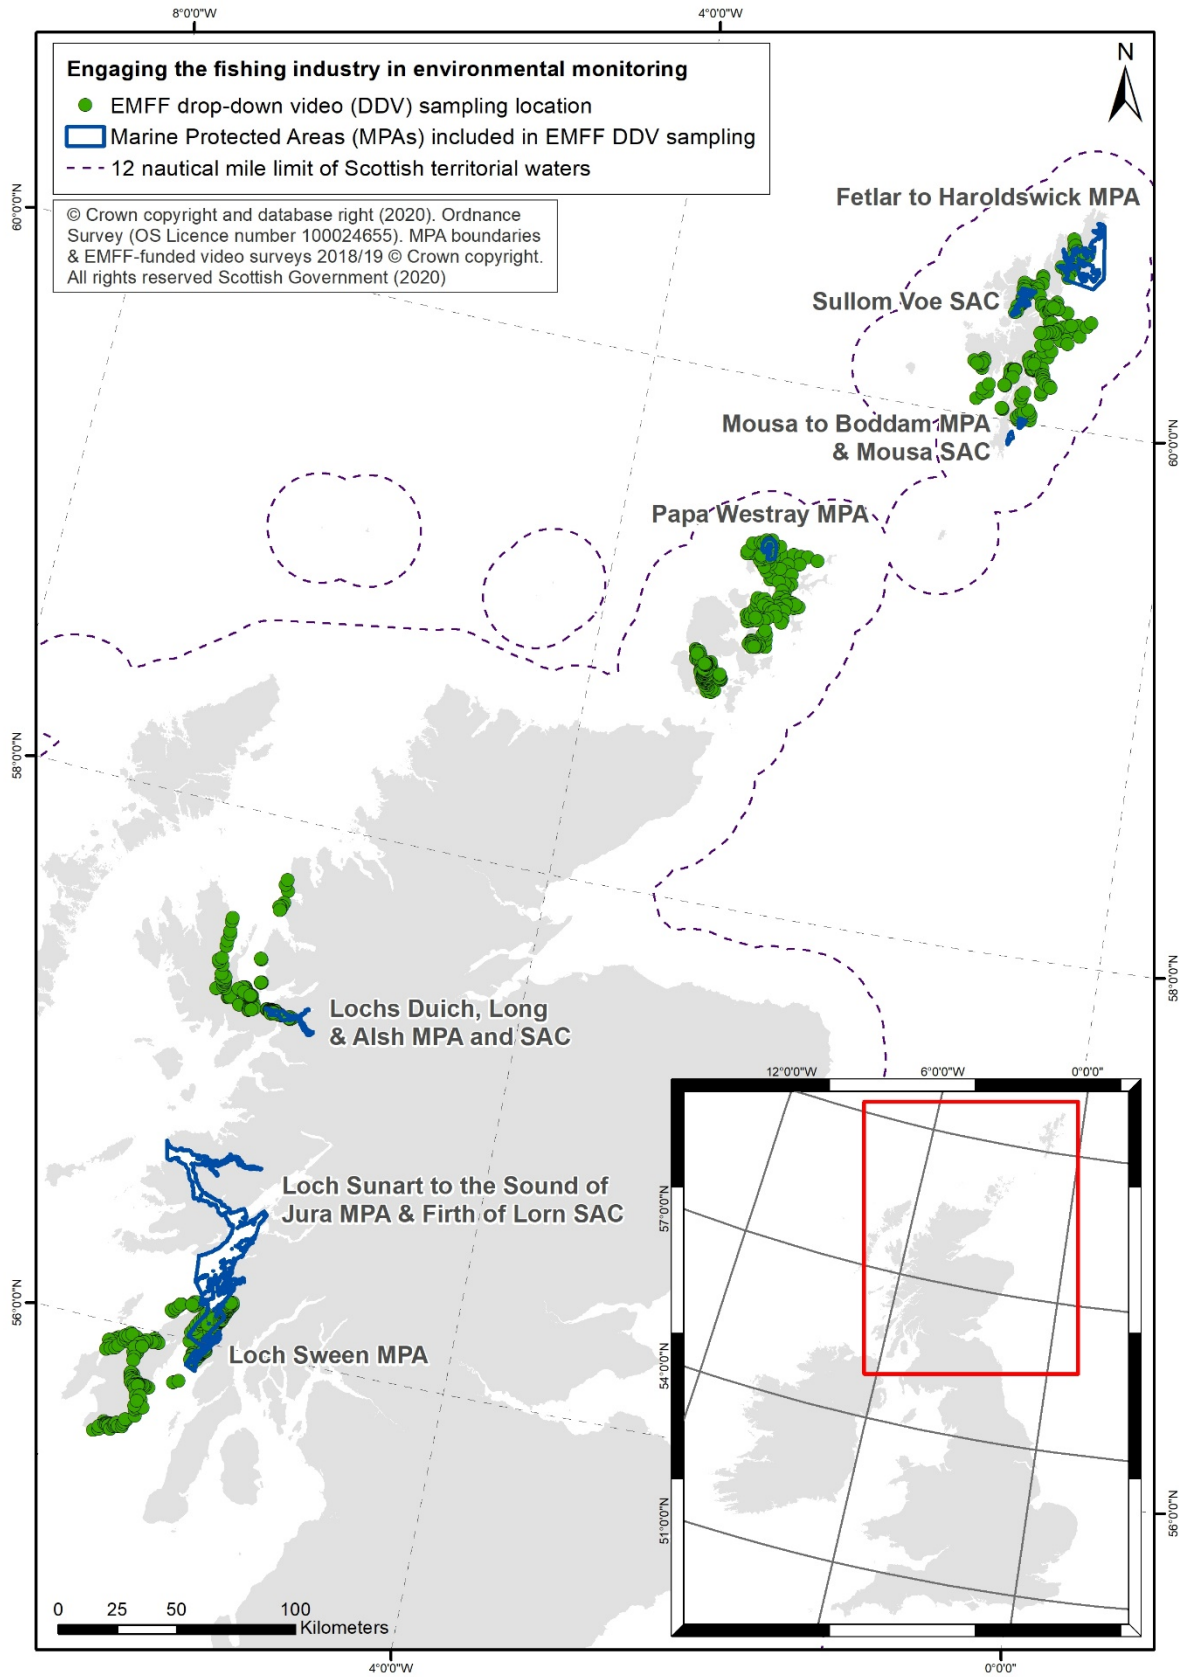 8°0'0"W
4°0'0"W
Engaging the fishing industry in environmental monitoring
EMFF drop-down video (DDV) sampling location
Marine Protected Areas (MPAs) included in EMFF DDV sampling
12 nautical mile limit of Scottish territorial waters
© Crown copyright and database right (2020). Ordnance
Survey (OS Licence number 100024655). MPA boundaries
& EMFF-funded video surveys 2018/19 © Crown copyright.
All rights reserved Scottish Government (2020)
N
60°0'0"N
Fetlar to Haroldswick MPA
Sullom Voe SAC
Mousa to Boddam MPA
& Mousa SAC
60°0'0"N
Papa Westray MPA
58°0'0"N
58°0'0"N
Lochs Duich, Long
& Alsh MPA and SAC
Loch Sunart to the Sound of
Jura MPA & Firth of Lorn SAC
56°0'0"N
Loch Sween MPA
12°0'0"W
6°0'0"W
0°0'0"
57°0'0"N
54°0'0"N
51°0'0"N
56°0'0"N
0 25 50 100
Kilometers
4°0'0"W
0°0'0"